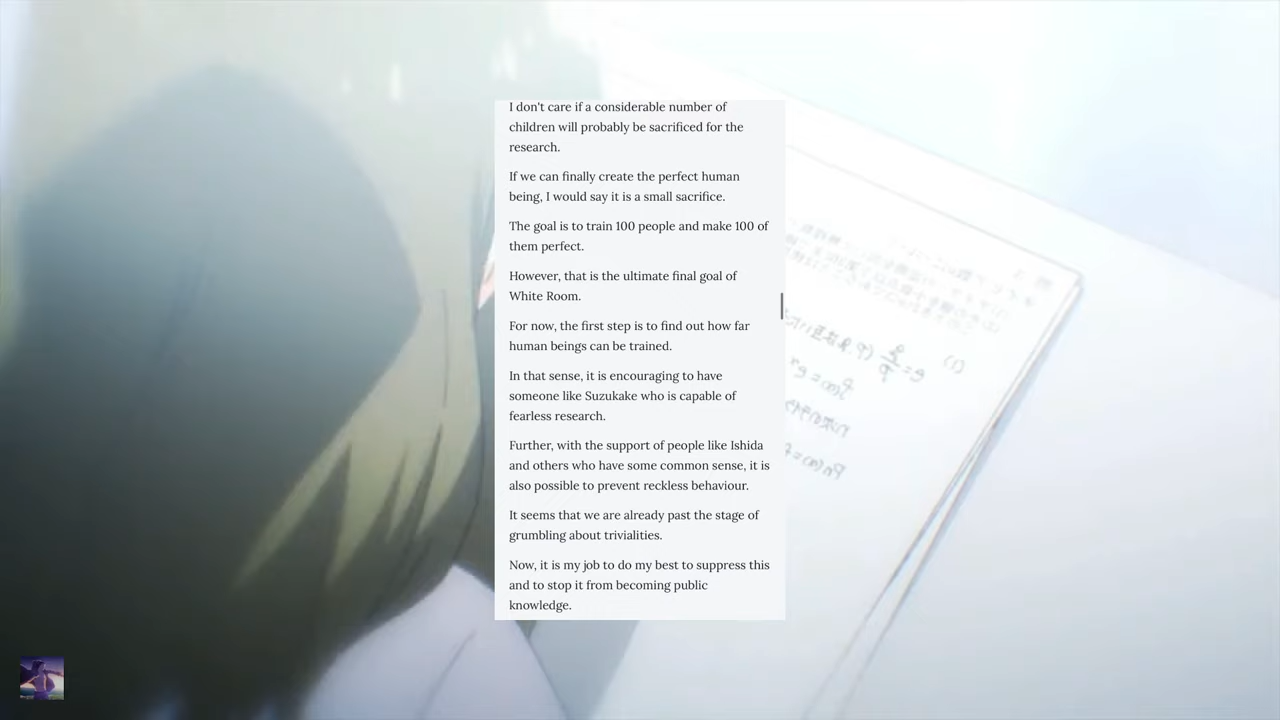 I don't care if a considerable number of
children will probably be sacrificed for the
research.
If we can finally create the perfect human
being, I would say it is a small sacrifice.
The goal is to train 100 people and make 100 of
them perfect.
However, that is the ultimate final goal of
White Room.
For now, the first step is to find out how far
human beings can be trained.
In that sense, it is encouraging to have
someone like Suzukake who is capable of
fearless research.
Further, with the support of people like Ishida
and others who have some common sense, it is
also possible to prevent reckless behaviour.
It seems that we are already past the stage of
grumbling about trivialities.
Now, it is my job to do my best to suppress this
and to stop it from becoming public
knowledge.